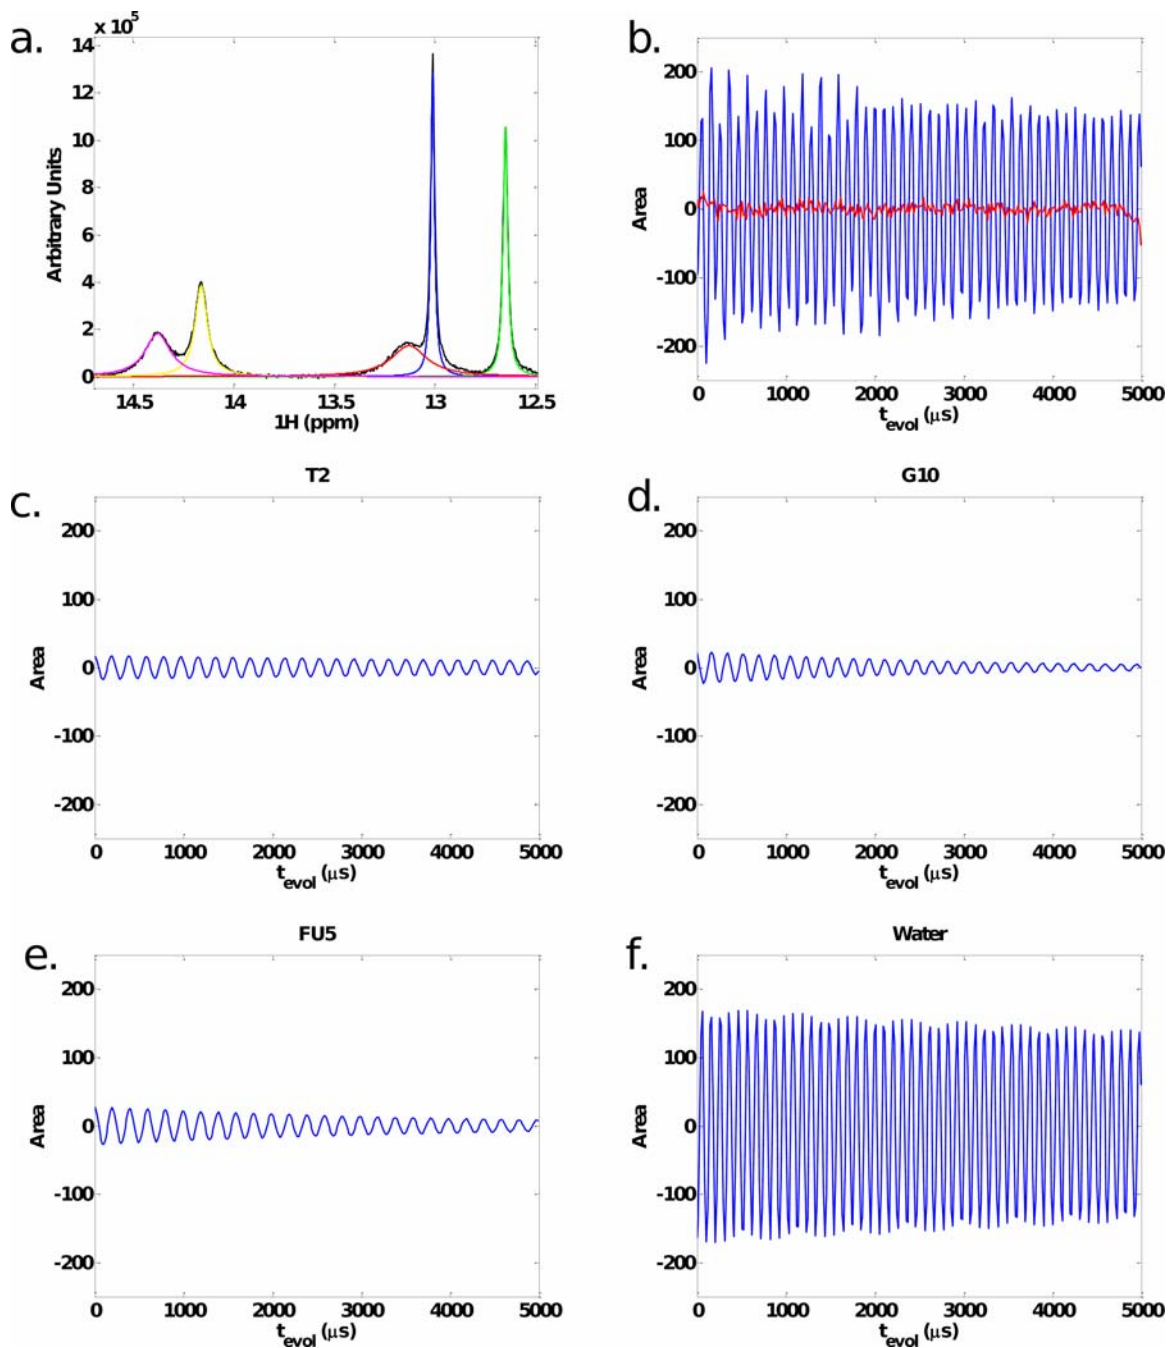 a.
x 10⁵
14
12
10
8
6
4
2
0
Arbitrary Units
14.5 14 13.5 13 12.5
1H (ppm)
b.
200
100
0
-100
-200
Area
0 1000 2000 3000 4000 5000
t_evol (μs)
c.
T2
200
100
0
-100
-200
Area
0 1000 2000 3000 4000 5000
t_evol (μs)
d.
G10
200
100
0
-100
-200
Area
0 1000 2000 3000 4000 5000
t_evol (μs)
e.
FU5
200
100
0
-100
-200
Area
0 1000 2000 3000 4000 5000
t_evol (μs)
f.
Water
200
100
0
-100
-200
Area
0 1000 2000 3000 4000 5000
t_evol (μs)